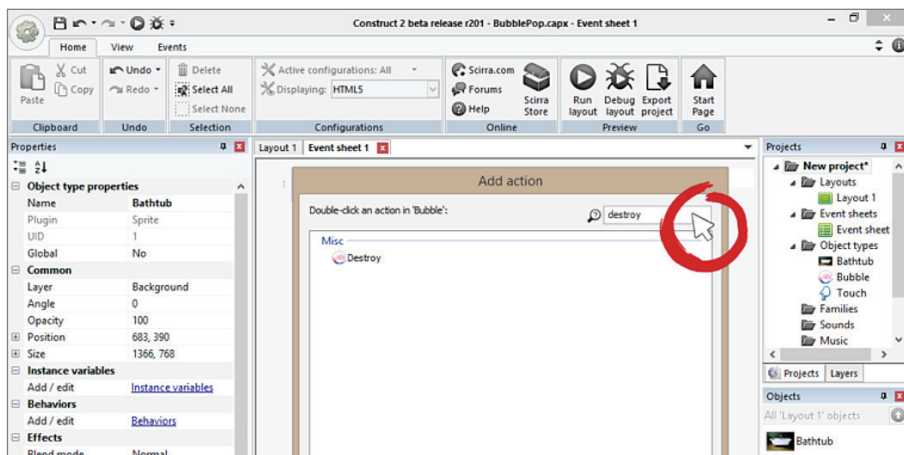 Construct 2 beta release r201 - BubblePop.capx - Event sheet 1
Home View Events
Paste
Cut
Copy
Clipboard
Undo
Redo
Undo
Delete
Select All
Select None
Selection
Active configurations: All
Displaying: HTML5
Configurations
Scirra.com
Forums
Help
Scirra Store
Online
Run layout
Debug layout
Export project
Preview
Start Page
Go
Properties
Object type properties
Name Bathtub
Plugin Sprite
UID 1
Global No
Common
Layer Background
Angle 0
Opacity 100
Position 683, 390
Size 1366, 768
Instance variables
Add / edit Instance variables
Behaviors
Add / edit Behaviors
Effects
Blend mode Normal
Layout 1 Event sheet 1
1
Add action
Double-click an action in 'Bubble':
destroy
Misc
Destroy
Projects
New project*
Layouts
Layout 1
Event sheets
Event sheet
Object types
Bathtub
Bubble
Touch
Families
Sounds
Music
Projects Layers
Objects
All 'Layout 1' objects
Bathtub